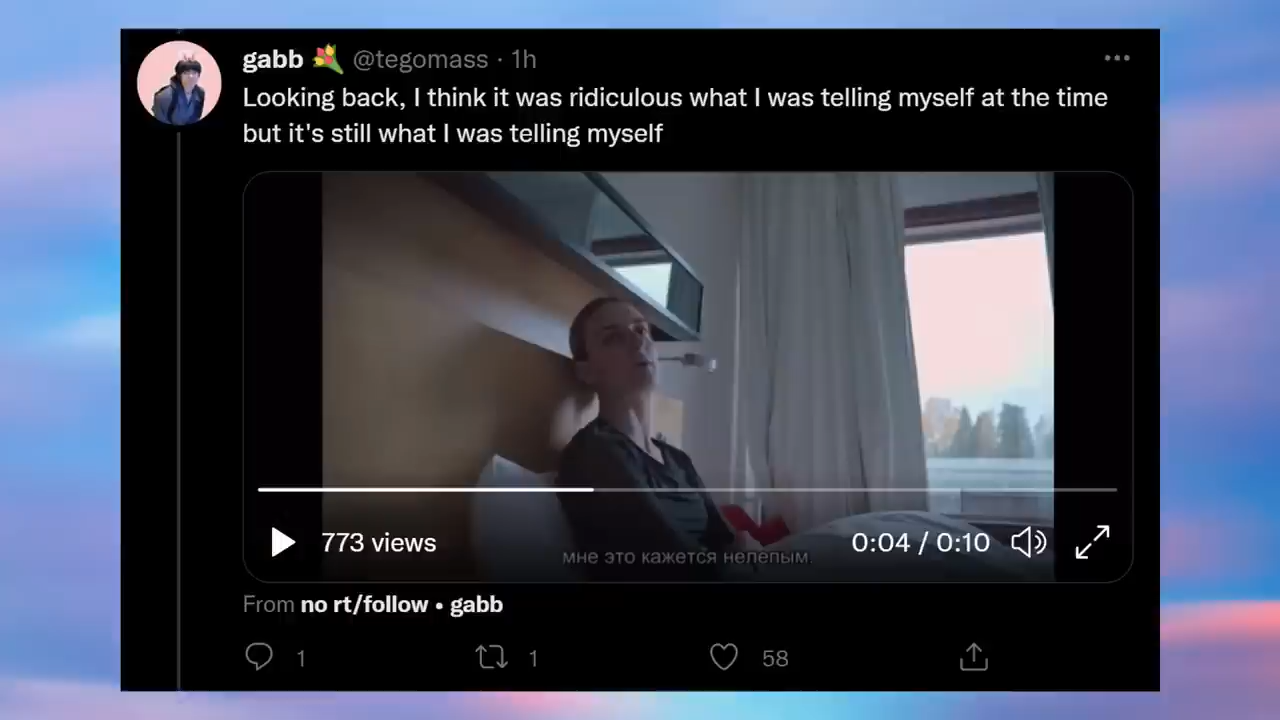 gabb 💐 @tegomass · 1h
Looking back, I think it was ridiculous what I was telling myself at the time
but it's still what I was telling myself
773 views
0:04 / 0:10
мне это кажется нелепым.
From no rt/follow • gabb
1
1
58